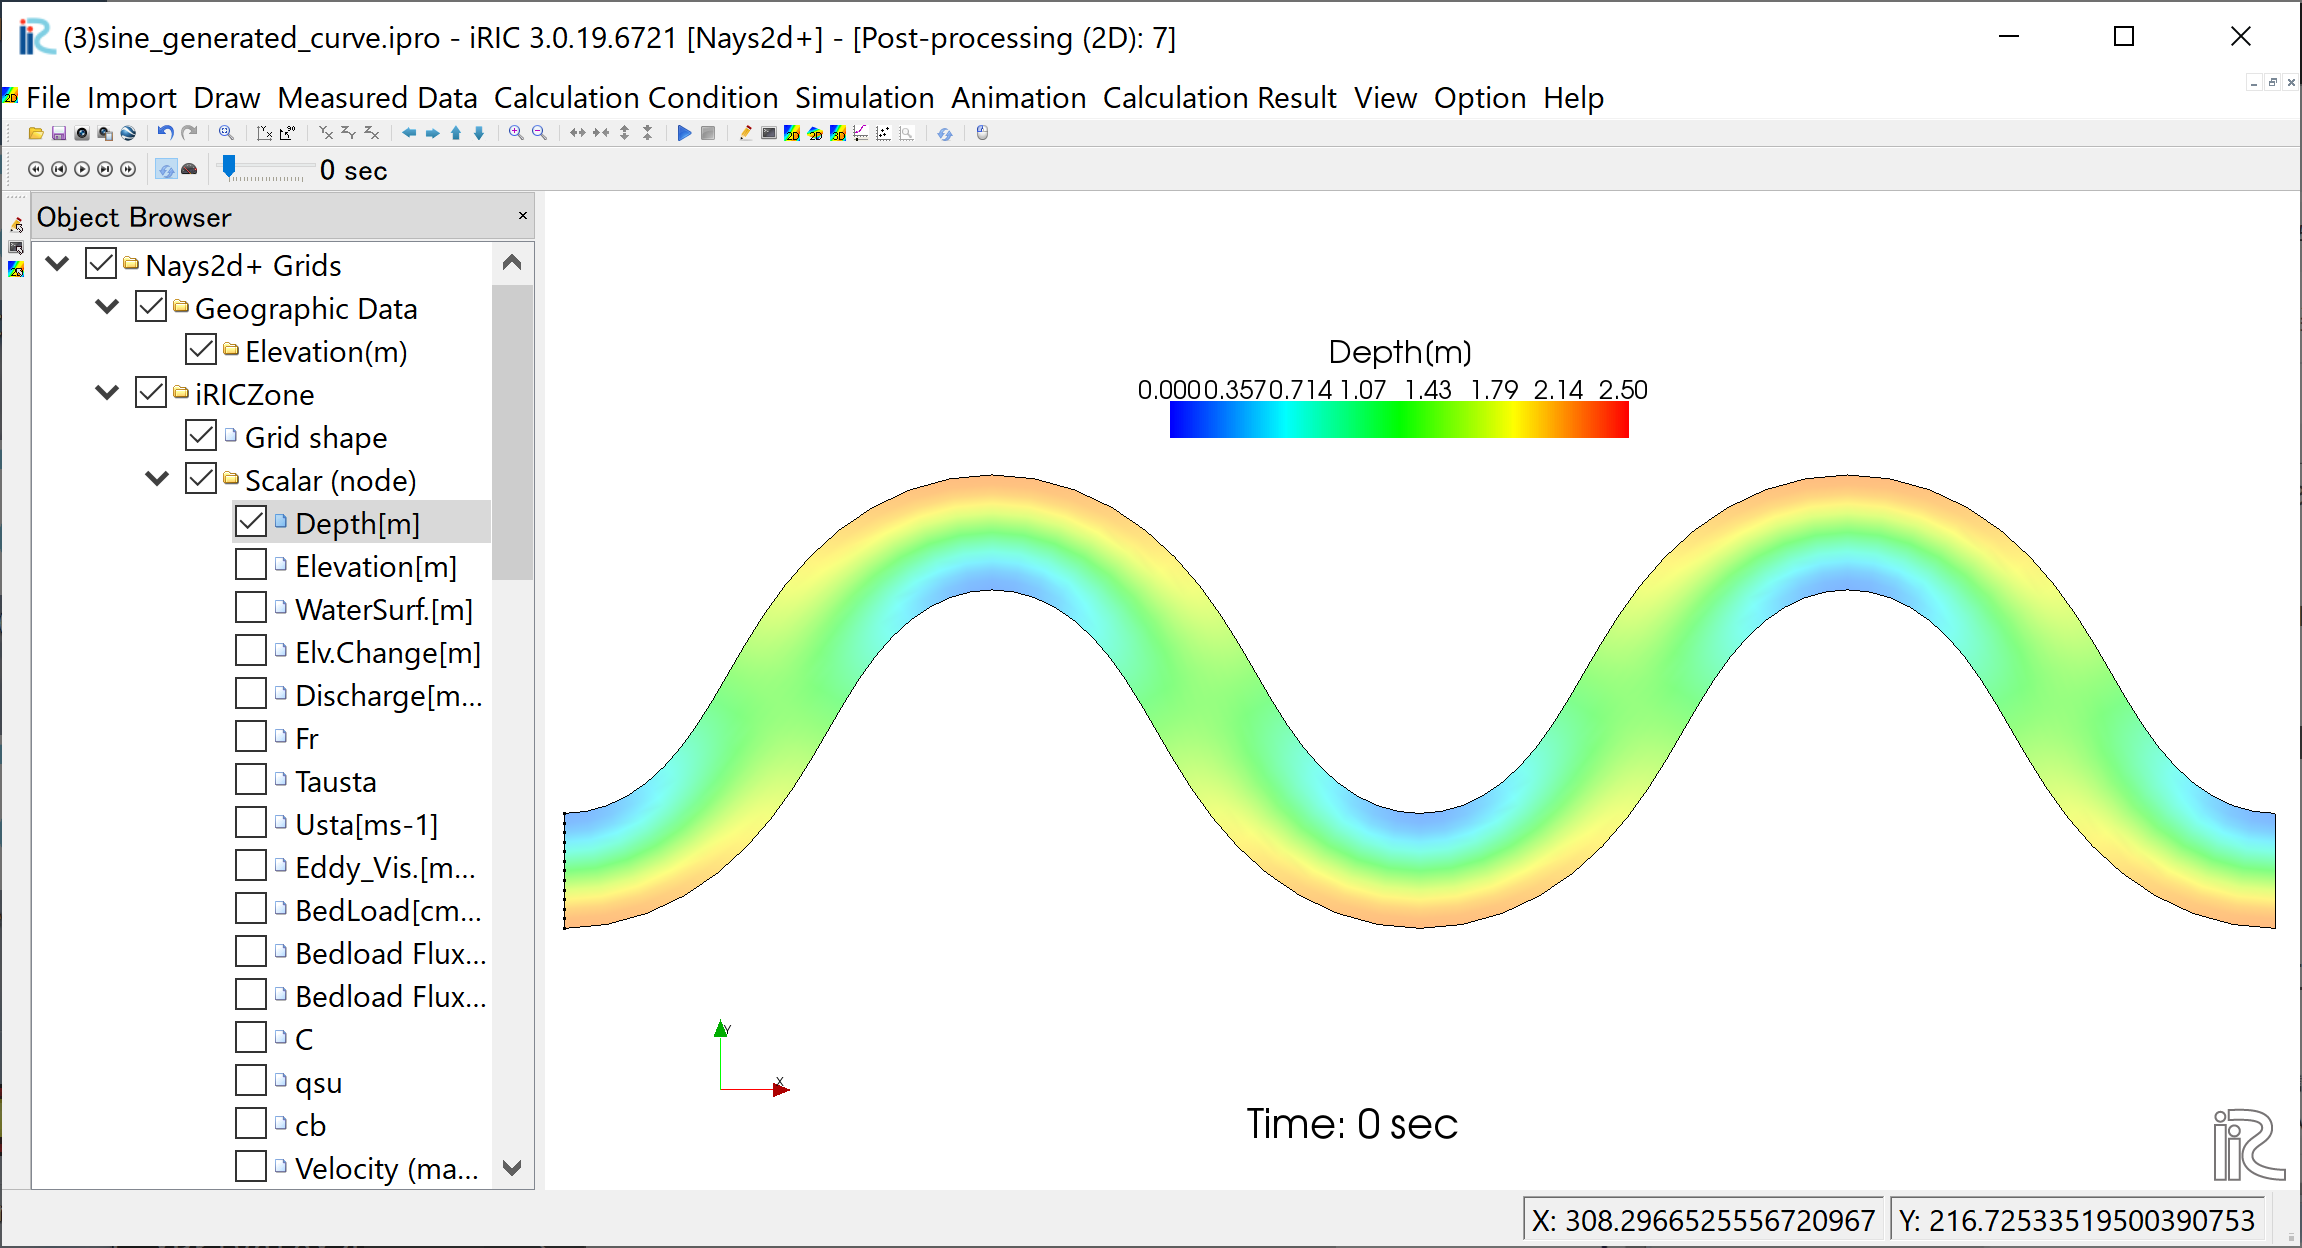 (3)sine_generated_curve.ipro - iRIC 3.0.19.6721 [Nays2d+] - [Post-processing (2D): 7]
File Import Draw Measured Data Calculation Condition Simulation Animation Calculation Result View Option Help
0 sec
Object Browser
Nays2d+ Grids
Geographic Data
Elevation(m)
iRICZone
Grid shape
Scalar (node)
Depth[m]
Elevation[m]
WaterSurf.[m]
Elv.Change[m]
Discharge[m...
Fr
Tausta
Usta[ms-1]
Eddy_Vis.[m...
BedLoad[cm...
Bedload Flux...
Bedload Flux...
C
qsu
cb
Velocity (ma...
Depth(m)
0.000 0.357 0.714 1.07 1.43 1.79 2.14 2.50
Y
X
Time: 0 sec
iRIC
X: 308.2966525556720967 Y: 216.72533519500390753